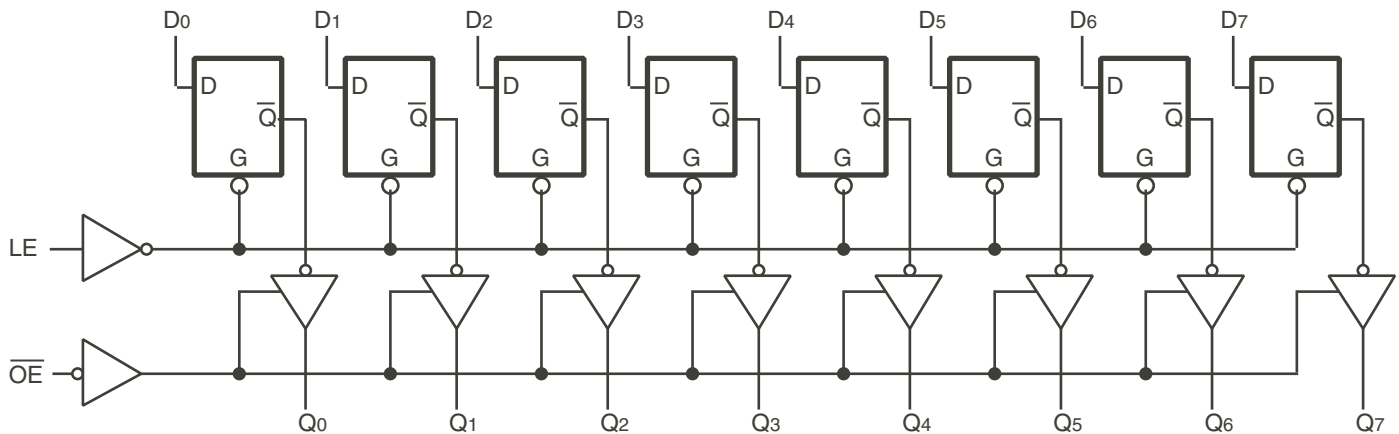 D0 D1 D2 D3 D4 D5 D6 D7
D D D D D D D D
Q̅ Q̅ Q̅ Q̅ Q̅ Q̅ Q̅ Q̅
G G G G G G G G
LE
O̅E̅
Q0 Q1 Q2 Q3 Q4 Q5 Q6 Q7